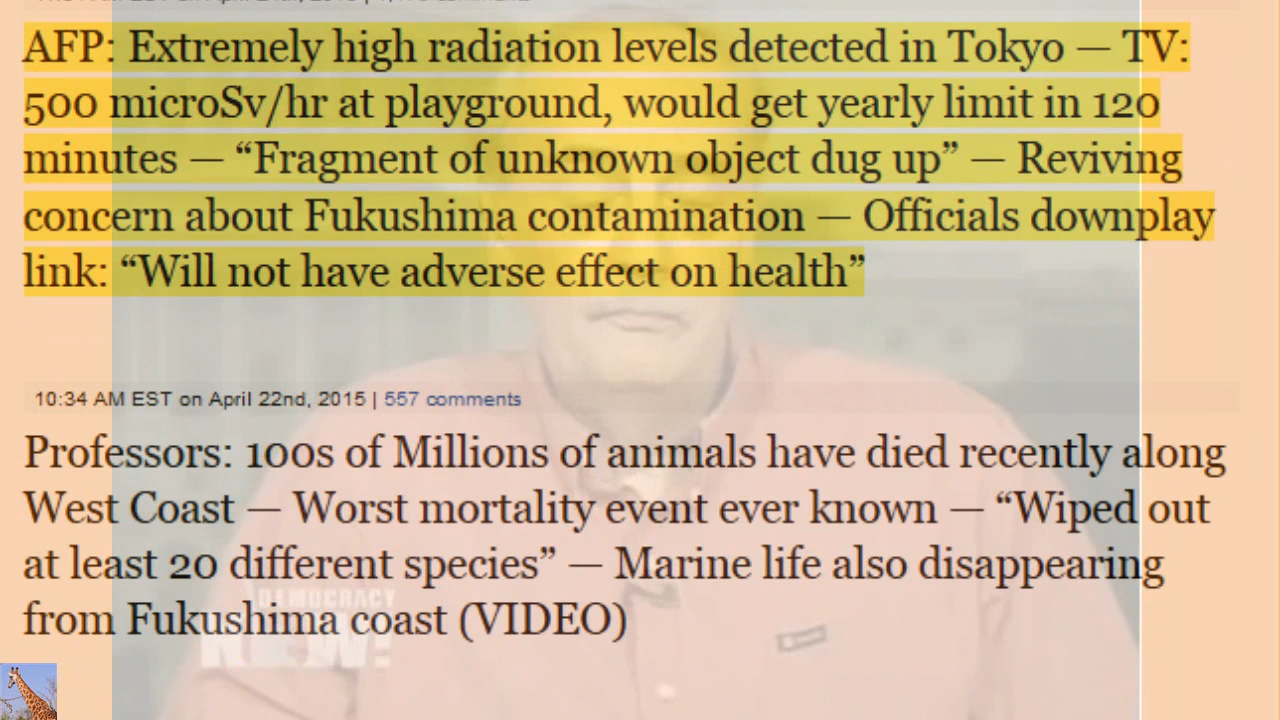 AFP: Extremely high radiation levels detected in Tokyo — TV:
500 microSv/hr at playground, would get yearly limit in 120
minutes — “Fragment of unknown object dug up” — Reviving
concern about Fukushima contamination — Officials downplay
link: “Will not have adverse effect on health”
10:34 AM EST on April 22nd, 2015 | 557 comments
Professors: 100s of Millions of animals have died recently along
West Coast — Worst mortality event ever known — “Wiped out
at least 20 different species” — Marine life also disappearing
from Fukushima coast (VIDEO)
DEMOCRACY
NOW!